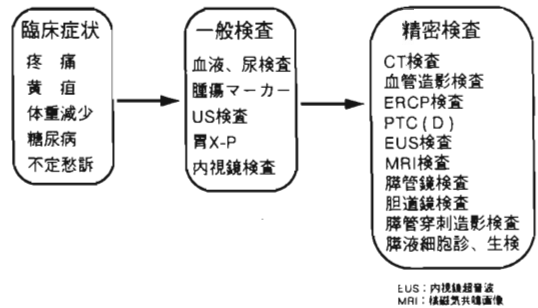 臨床症状
疼 痛
黄 疸
体重減少
糖尿病
不定愁訴
一般検査
血液、尿検査
腫瘍マーカー
US検査
胃X-P
内視鏡検査
精密検査
CT検査
血管造影検査
ERCP検査
PTC(D)
EUS検査
MRI検査
膵管鏡検査
胆道鏡検査
膵管穿刺造影検査
膵液細胞診、生検
EUS:内視鏡超音波
MRI:核磁気共鳴画像